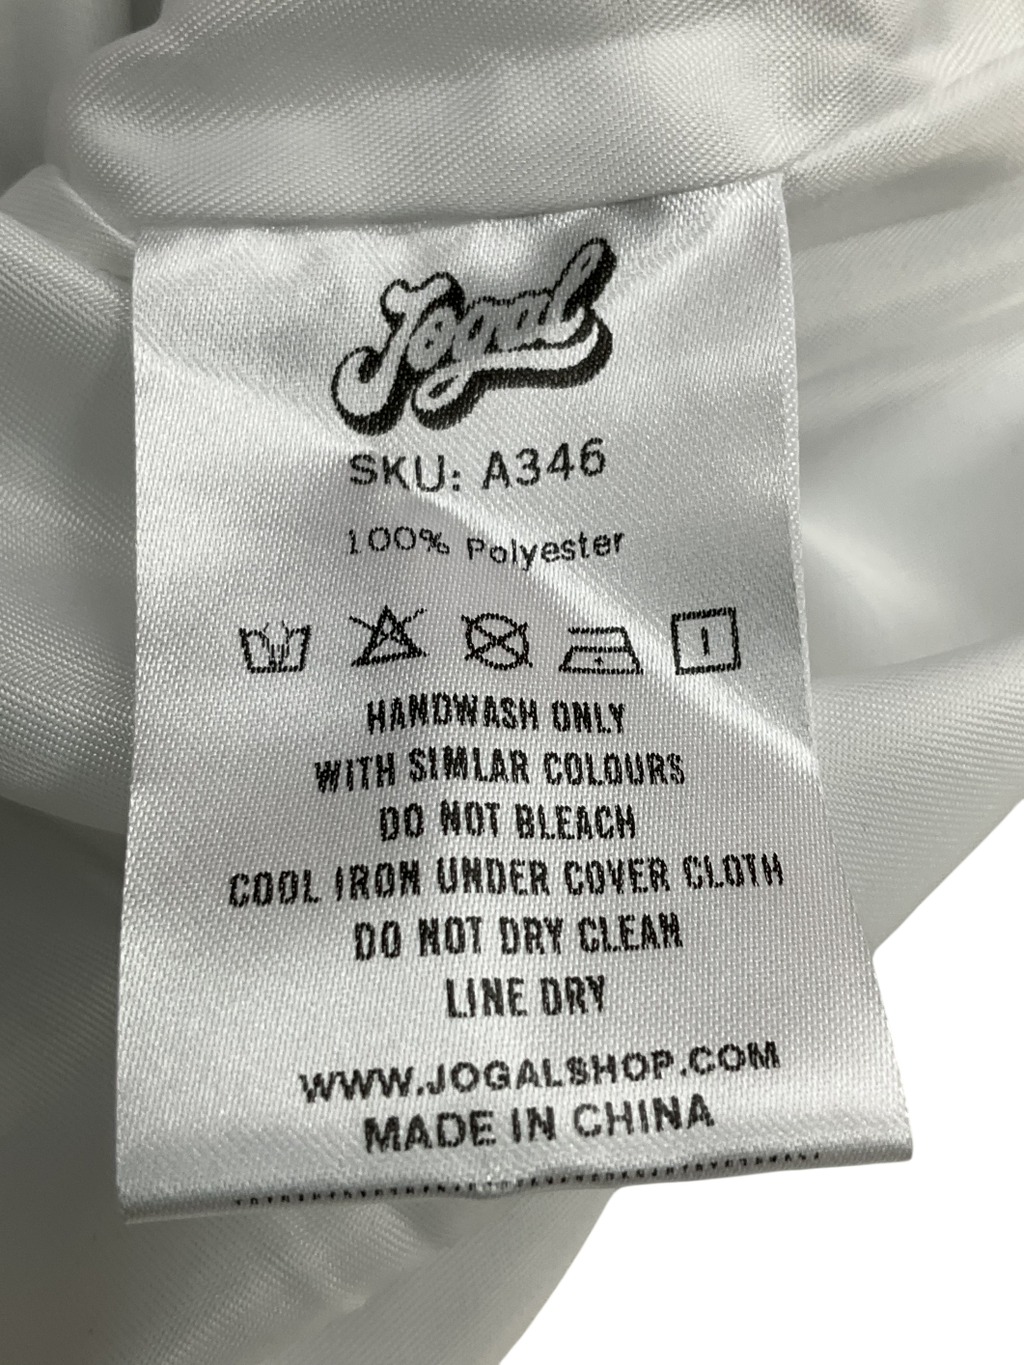 Jogal
SKU: A346
100% Polyester
HANDWASH ONLY
WITH SIMLAR COLOURS
DO NOT BLEACH
COOL IRON UNDER COVER CLOTH
DO NOT DRY CLEAN
LINE DRY
WWW.JOGALSHOP.COM
MADE IN CHINA